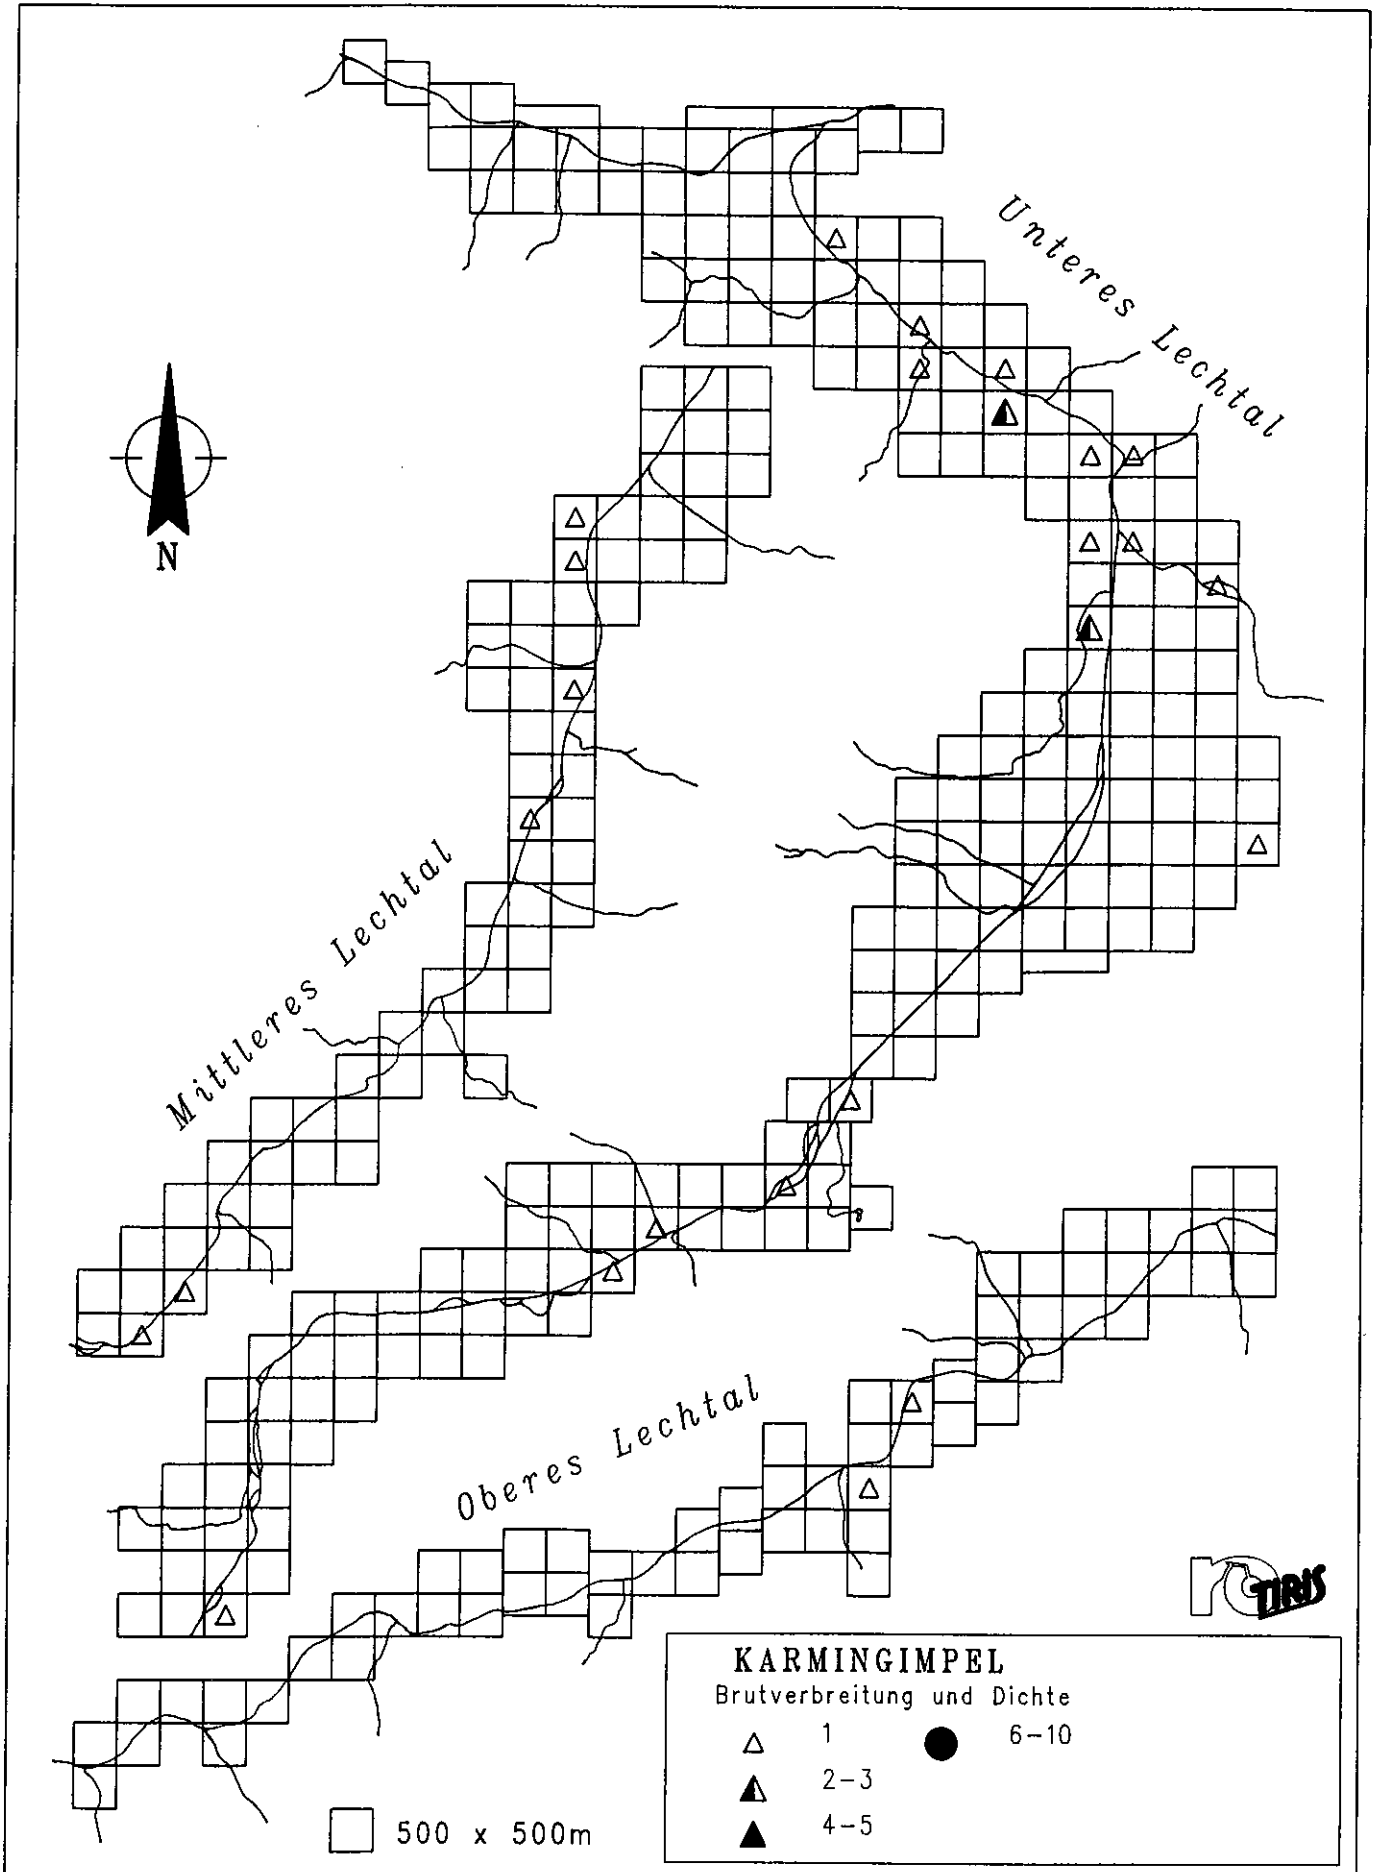 Unteres Lechtal
N
Mittleres Lechtal
Oberes Lechtal
TIRIS
KARMINGIMPEL
Brutverbreitung und Dichte
1 6-10
2-3
4-5
500 x 500m